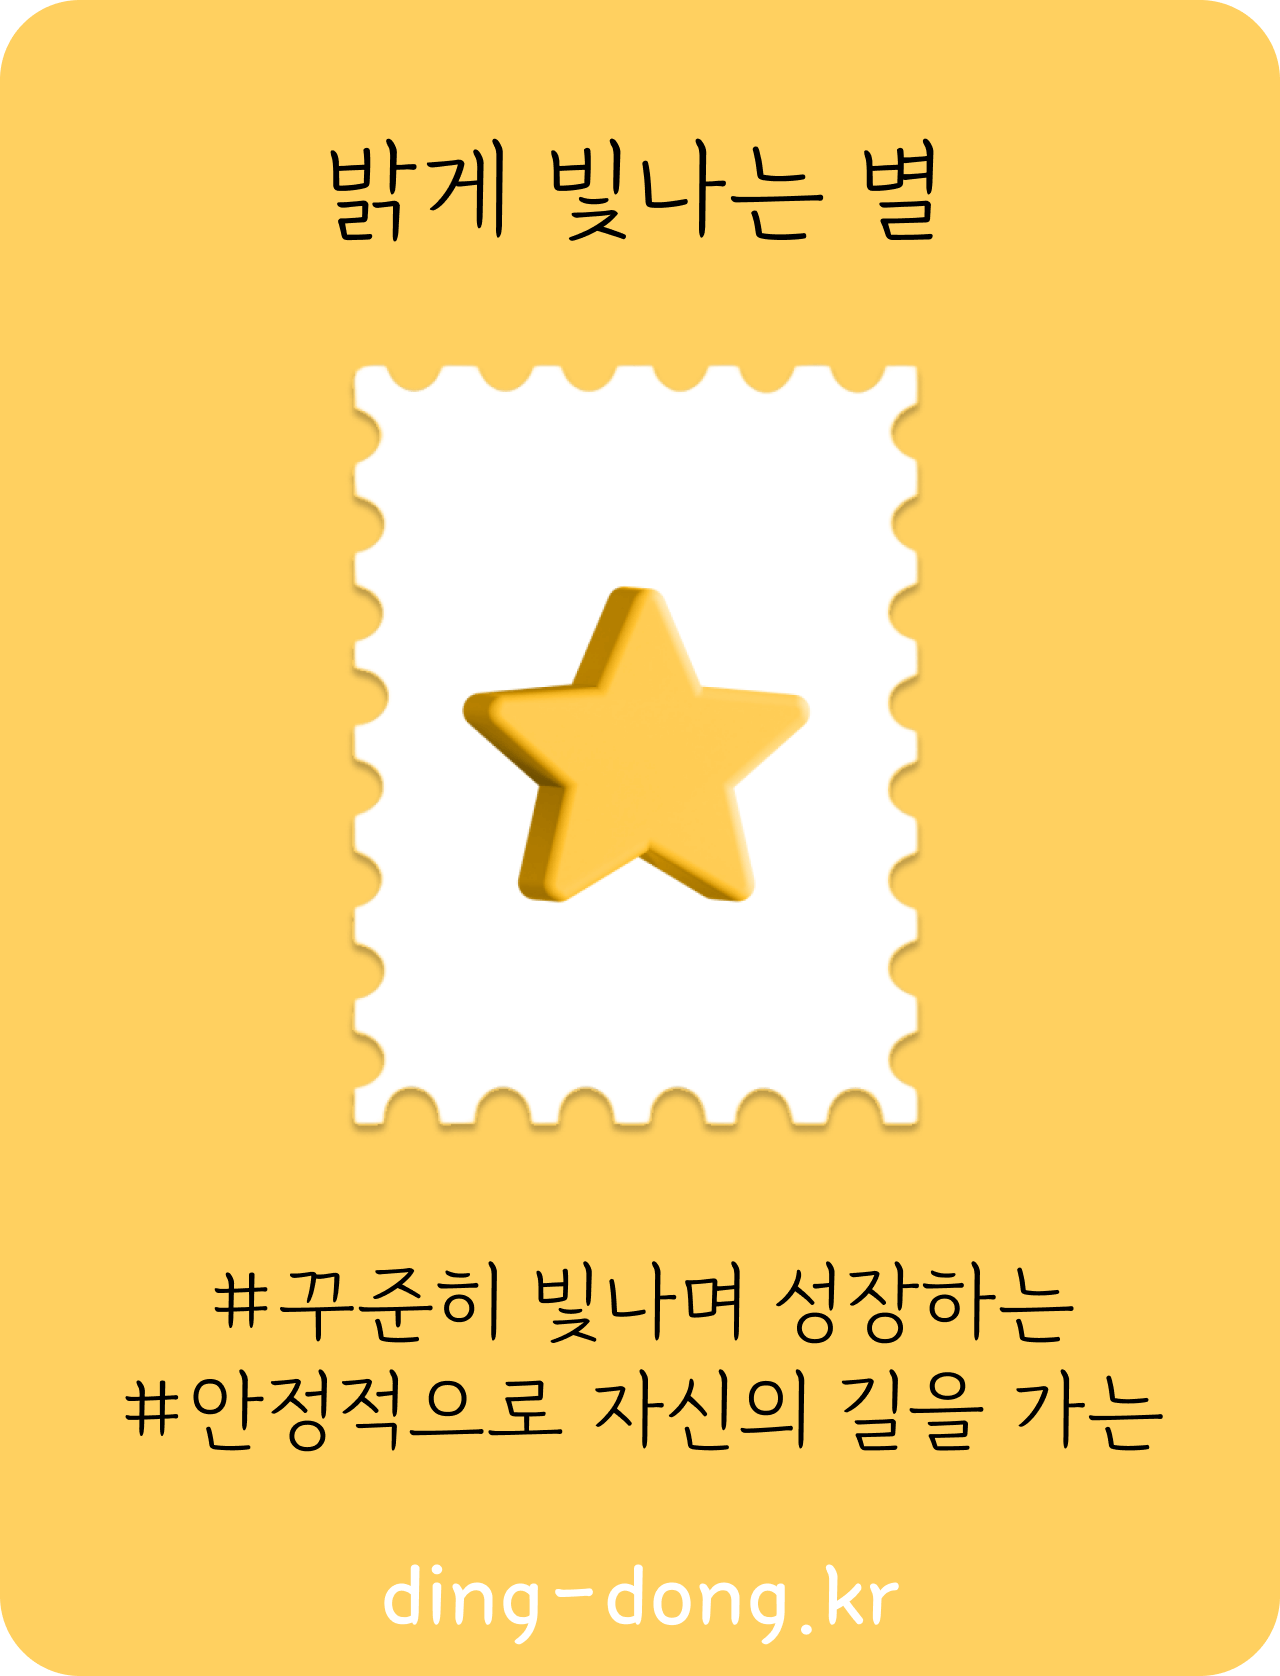 밝게 빛나는 별
#꾸준히 빛나며 성장하는
#안정적으로 자신의 길을 가는
ding-dong.kr